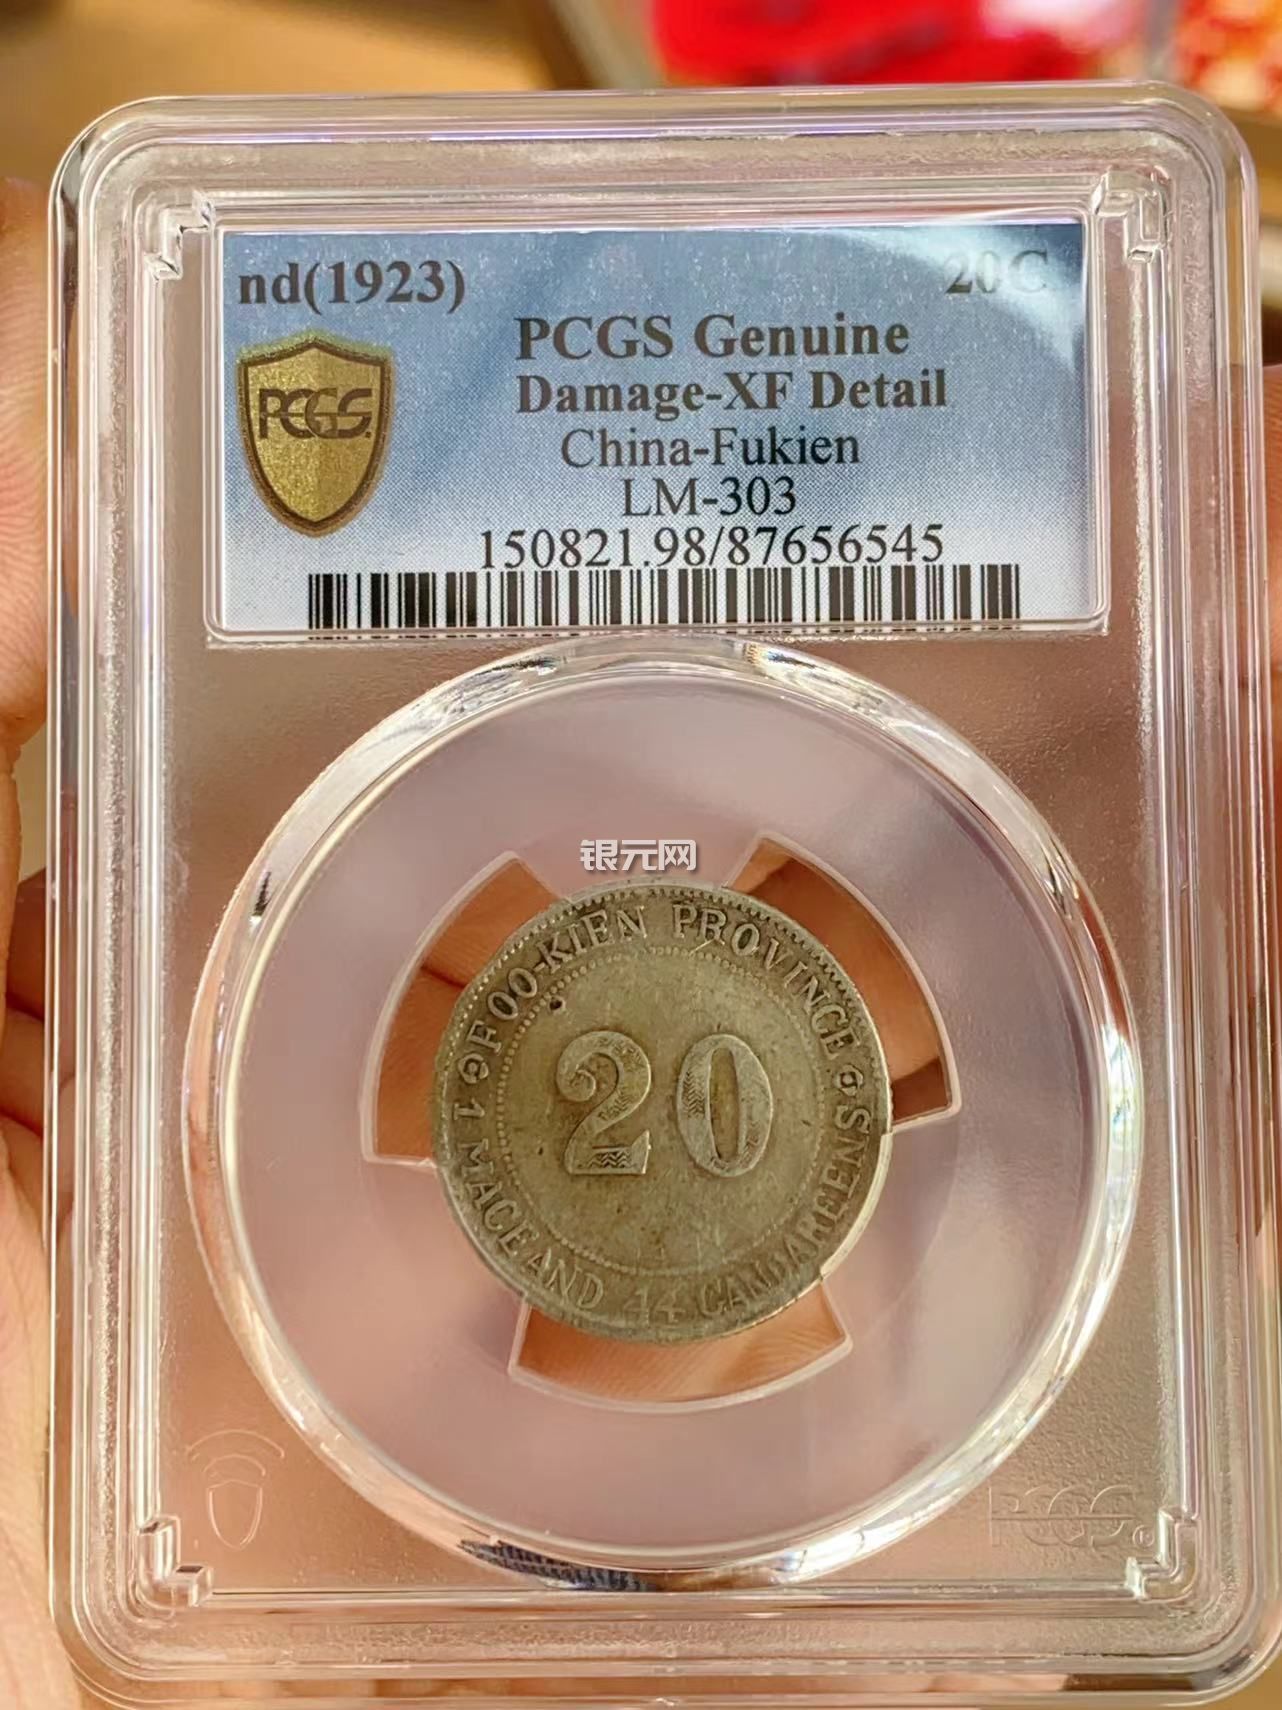 nd(1923)
20C
PCGS Genuine
PCGS
Damage-XF Detail
China-Fukien
LM-303
150821.98/87656545
银元网
FOO-KIEN PROVINCE
20
1 MACE AND 44 CANDAREENS
PCGS